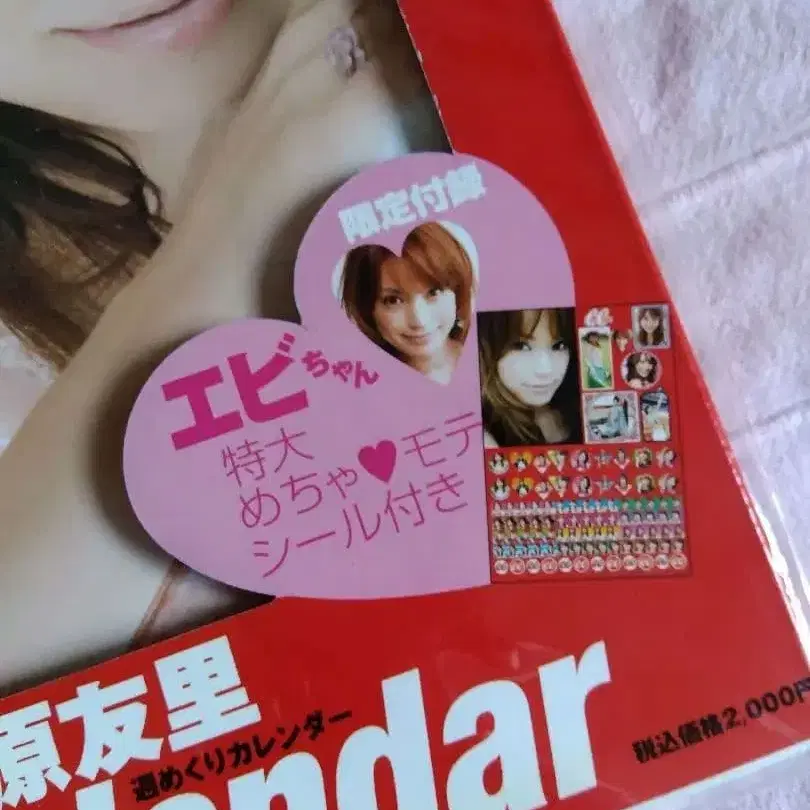 限定付録
エビちゃん
特大
めちゃ♥モテ
シール付き
原友里
週めくりカレンダー
lendar
税込価格2,000円